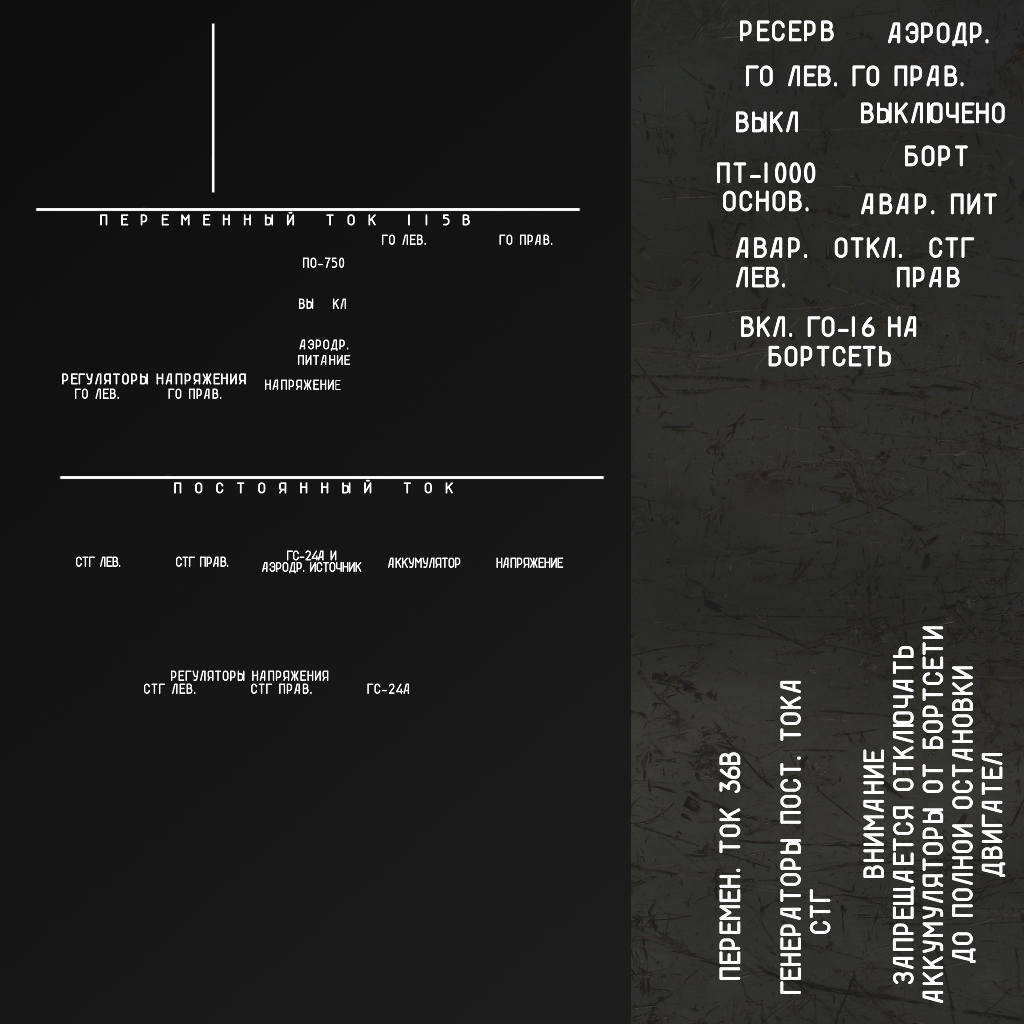 ПЕРЕМЕННЫЙ ТОК 115В
ГО ЛЕВ. ГО ПРАВ.
ПО-750
ВЫ КЛ
АЭРОДР.
ПИТАНИЕ
РЕГУЛЯТОРЫ НАПРЯЖЕНИЯ
НАПРЯЖЕНИЕ
ГО ЛЕВ. ГО ПРАВ.
ПОСТОЯННЫЙ ТОК
СТГ ЛЕВ.
СТГ ПРАВ.
ГС-24А И
АЭРОДР. ИСТОЧНИК
АККУМУЛЯТОР
НАПРЯЖЕНИЕ
РЕГУЛЯТОРЫ НАПРЯЖЕНИЯ
СТГ ЛЕВ. СТГ ПРАВ. ГС-24А
РЕСЕРВ АЭРОДР.
ГО ЛЕВ. ГО ПРАВ.
ВЫКЛ ВЫКЛЮЧЕНО
БОРТ
ПТ-1000
ОСНОВ. АВАР. ПИТ
АВАР. ОТКЛ. СТГ
ЛЕВ. ПРАВ
ВКЛ. ГО-16 НА
БОРТСЕТЬ
ПЕРЕМЕН. ТОК 36В
ГЕНЕРАТОРЫ ПОСТ. ТОКА
СТГ
ВНИМАНИЕ
ЗАПРЕЩАЕТСЯ ОТКЛЮЧАТЬ
АККУМУЛЯТОРЫ ОТ БОРТСЕТИ
ДО ПОЛНОИ ОСТАНОВКИ
ДВИГАТЕЛ